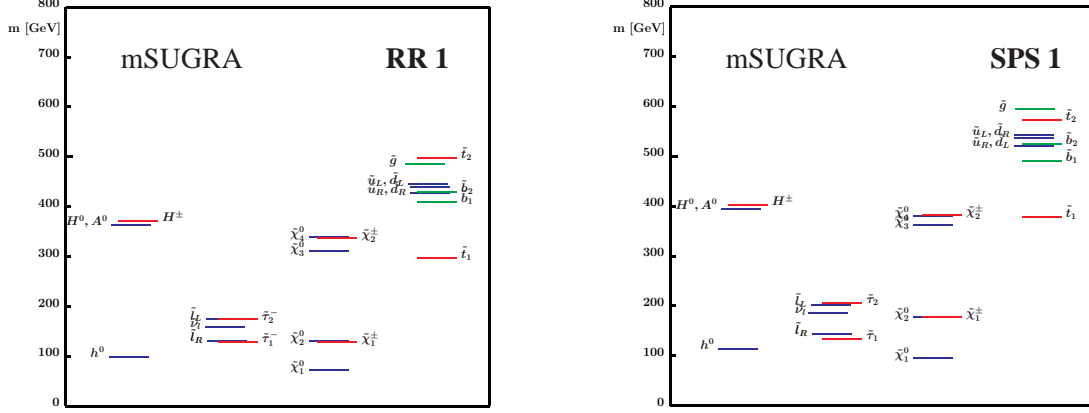 800
m [GeV]
700
600
500
400
300
200
100
0
mSUGRA
RR 1
t̃₂
g̃
ũ_L, d̃_L
ũ_R, d̃_R
b̃₂
b̃₁
H⁰, A⁰
H±
χ̃⁰₄
χ̃±₂
χ̃⁰₃
t̃₁
l̃_L
τ̃⁻₂
ν̃_l
l̃_R
τ̃⁻₁
χ̃⁰₂
χ̃±₁
h⁰
χ̃⁰₁
800
m [GeV]
700
600
500
400
300
200
100
0
mSUGRA
SPS 1
g̃
t̃₂
ũ_L, d̃_R
ũ_R, d̃_L
b̃₂
b̃₁
H⁰, A⁰
H±
χ̃⁰₄
χ̃±₂
χ̃⁰₃
t̃₁
l̃_L
τ̃₂
ν̃_l
l̃_R
τ̃₁
χ̃⁰₂
χ̃±₁
h⁰
χ̃⁰₁